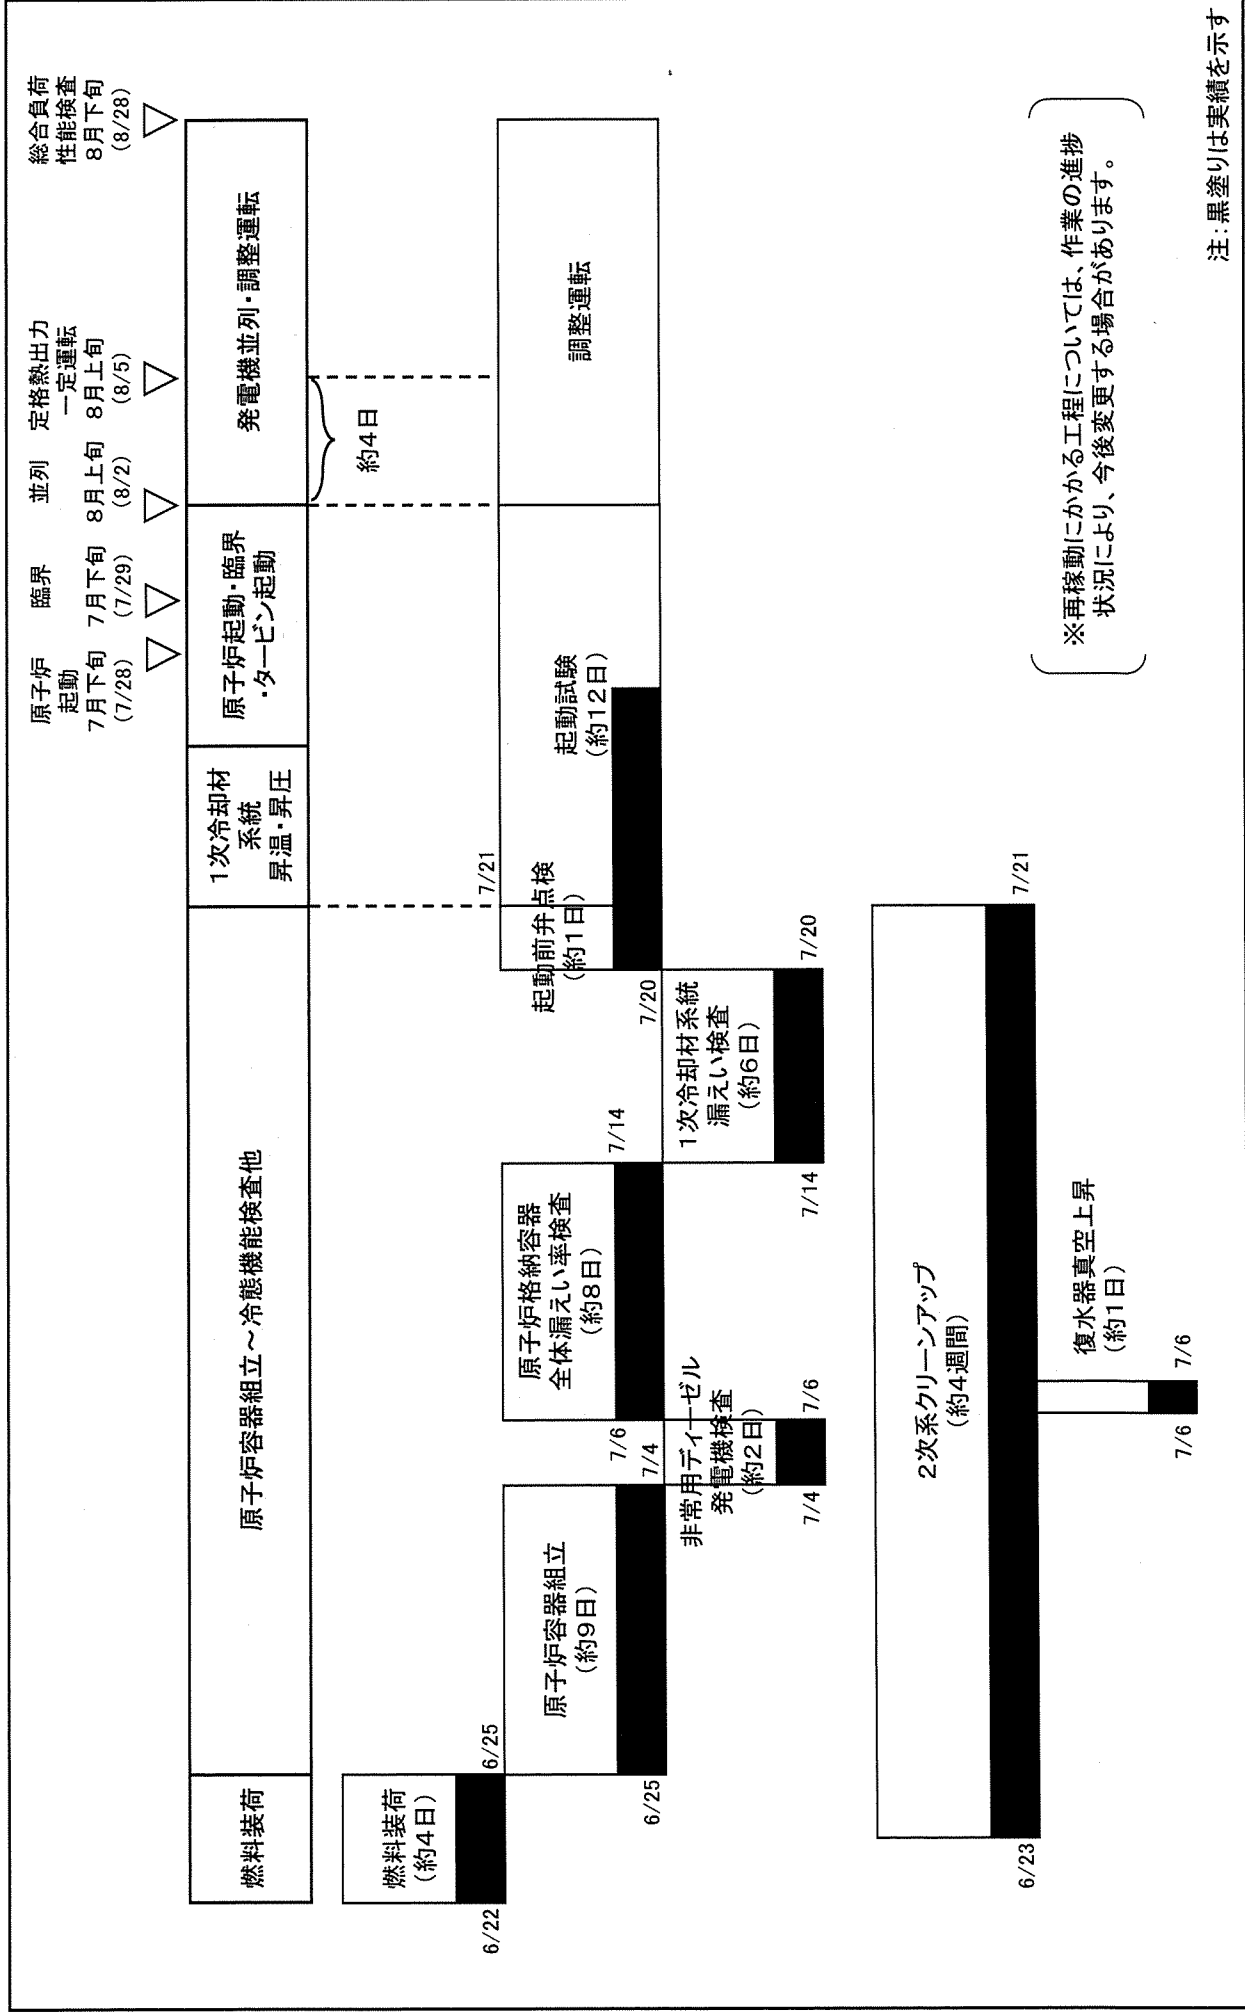 原子炉
起動
7月下旬
(7/28)
臨界
7月下旬
(7/29)
並列
8月上旬
(8/2)
定格熱出力
一定運転
8月上旬
(8/5)
総合負荷
性能検査
8月下旬
(8/28)
燃料装荷
原子炉容器組立～冷態機能検査他
1次冷却材
系統
昇温・昇圧
原子炉起動・臨界
・タービン起動
発電機並列・調整運転
約4日
燃料装荷
(約4日)
6/22
6/25
原子炉容器組立
(約9日)
6/25
7/4
非常用ディーゼル
発電機検査
(約2日)
7/4
7/6
原子炉格納容器
全体漏えい率検査
(約8日)
7/6
7/14
1次冷却材系統
漏えい検査
(約6日)
7/14
7/20
起動前弁点検
(約1日)
7/20
7/21
起動試験
(約12日)
調整運転
2次系クリーンアップ
(約4週間)
6/23
7/21
復水器真空上昇
(約1日)
7/6
7/6
※再稼動にかかる工程については、作業の進捗
状況により、今後変更する場合があります。
注：黒塗りは実績を示す